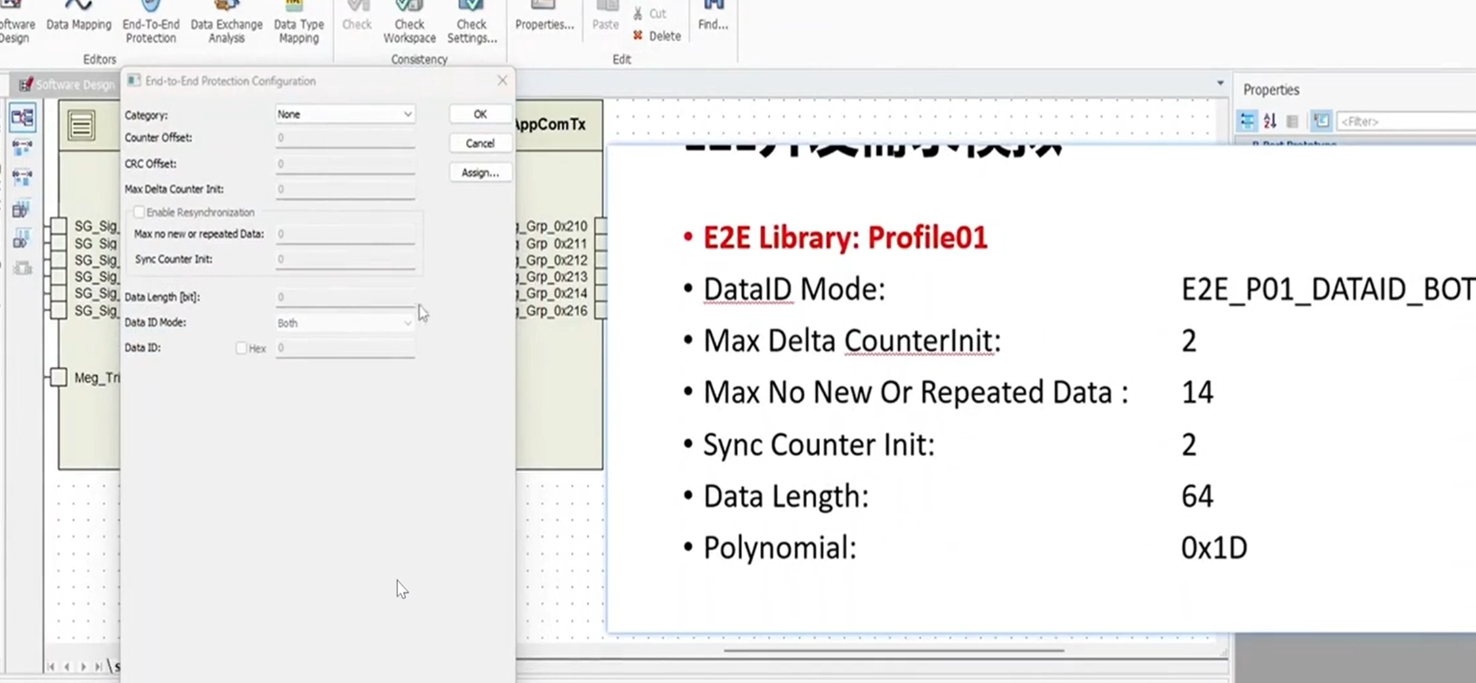 oftware
Design
Data Mapping
End-To-End
Protection
Data Exchange
Analysis
Data Type
Mapping
Editors
Check
Check
Workspace
Check
Settings...
Consistency
Properties...
Paste
Cut
Delete
Edit
Find...
Software Design
End-to-End Protection Configuration
Category:
None
OK
Counter Offset:
0
Cancel
CRC Offset:
0
Assign...
Max Delta Counter Init:
0
Enable Resynchronization
Max no new or repeated Data:
0
Sync Counter Init:
0
Data Length [bit]:
0
Data ID Mode:
Both
Data ID:
Hex
0
SG_Sig_
SG_Sig_
SG_Sig_
SG_Sig_
SG_Sig_
SG_Sig_
Meg_Tri
AppComTx
_Grp_0x210
_Grp_0x211
_Grp_0x212
_Grp_0x213
_Grp_0x214
_Grp_0x216
Properties
<Filter>
• E2E Library: Profile01
• DataID Mode: E2E_P01_DATAID_BOT
• Max Delta CounterInit: 2
• Max No New Or Repeated Data : 14
• Sync Counter Init: 2
• Data Length: 64
• Polynomial: 0x1D